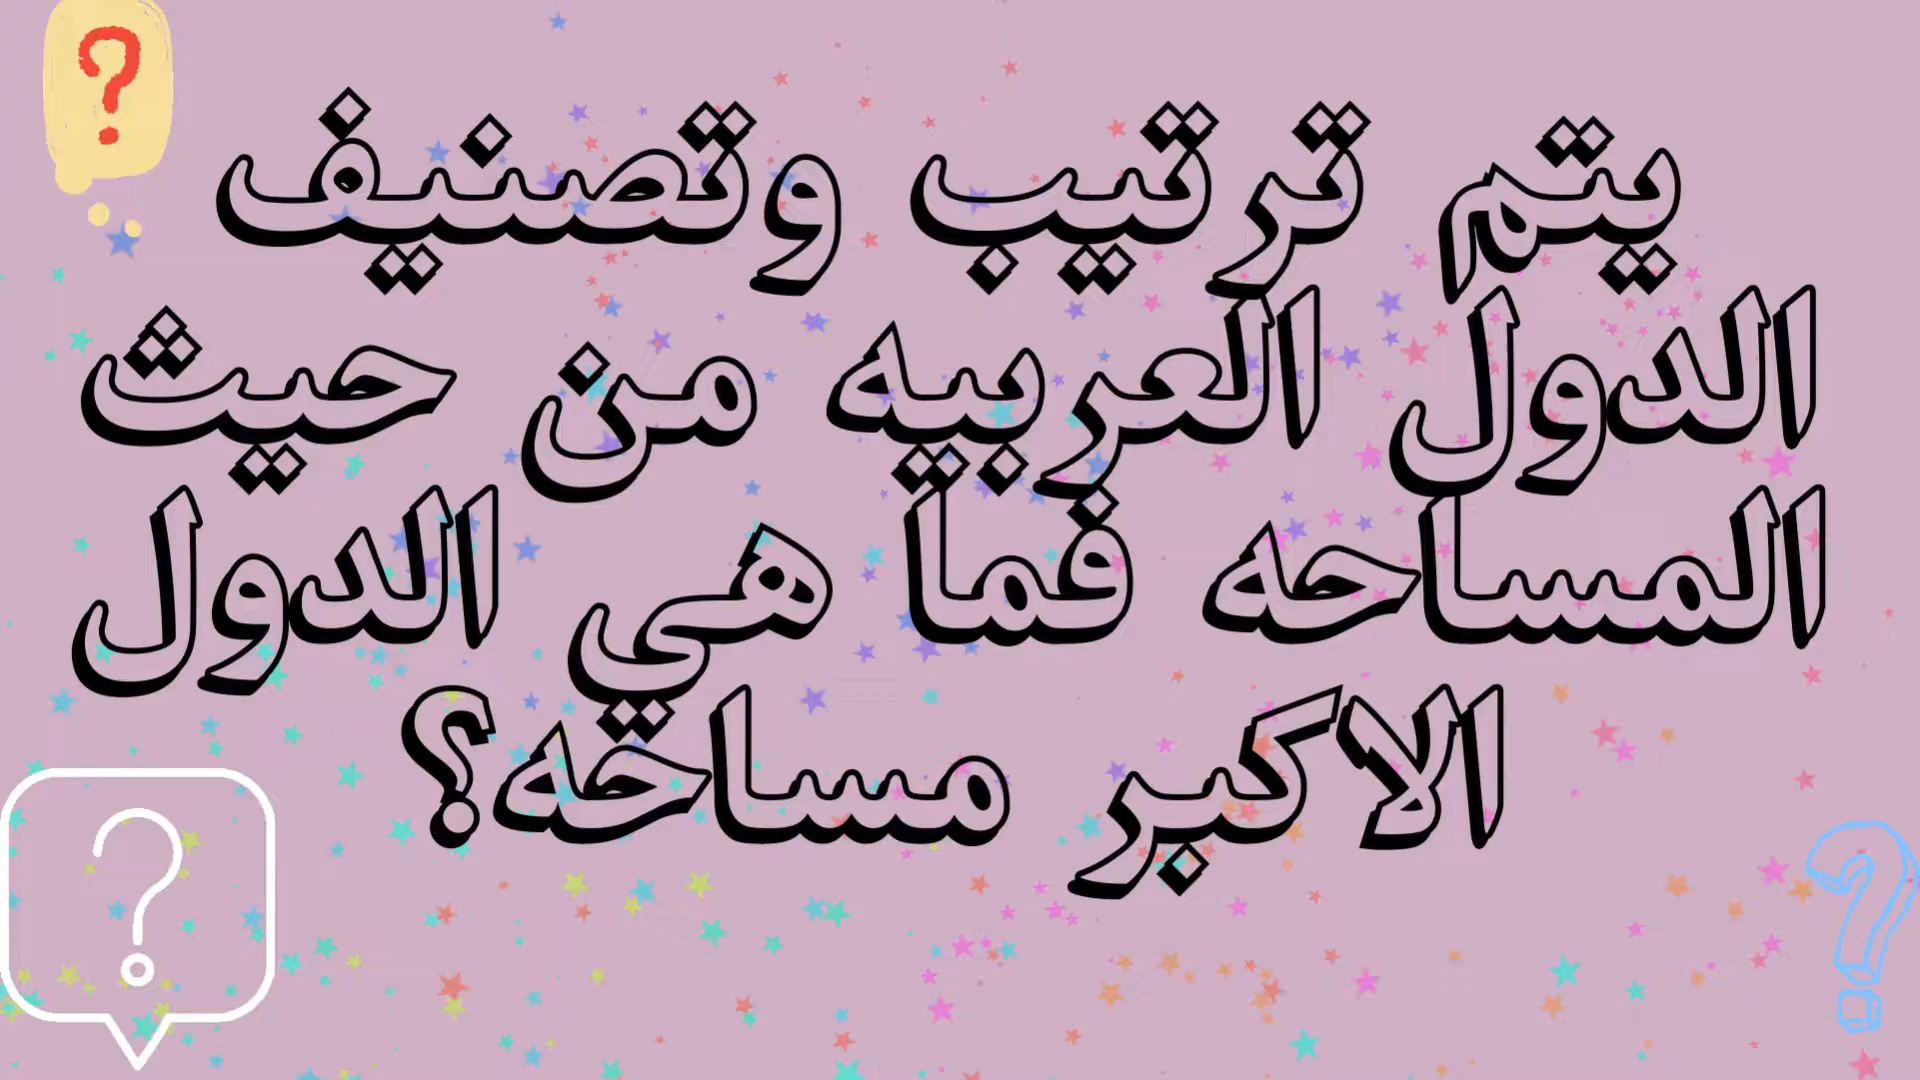 يتم ترتيب وتصنيف
الدول العربيه من حيث
المساحه فما هي الدول
الاكبر مساحه؟
?
?
?